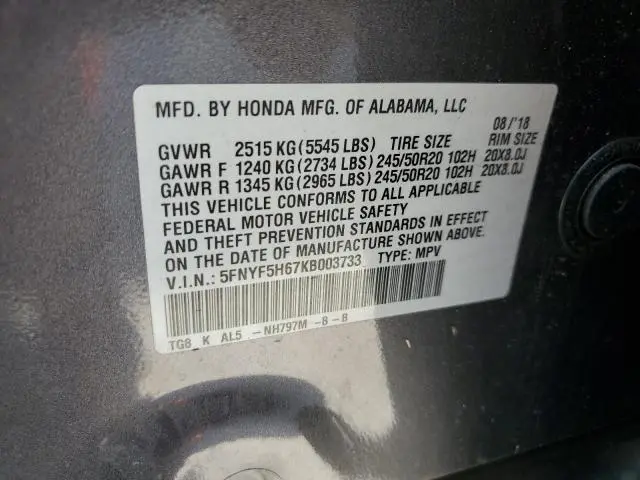 MFD. BY HONDA MFG. OF ALABAMA, LLC
08/'18
GVWR 2515 KG(5545 LBS) TIRE SIZE RIM SIZE
GAWR F 1240 KG(2734 LBS)245/50R20 102H 20X8.0J
GAWR R 1345 KG(2965 LBS)245/50R20 102H 20X8.0J
THIS VEHICLE CONFORMS TO ALL APPLICABLE
FEDERAL MOTOR VEHICLE SAFETY
AND THEFT PREVENTION STANDARDS IN EFFECT
ON THE DATE OF MANUFACTURE SHOWN ABOVE.
V.I.N.: 5FNYF5H67KB003733 TYPE: MPV
TG8 K AL5 -NH797M -B-B